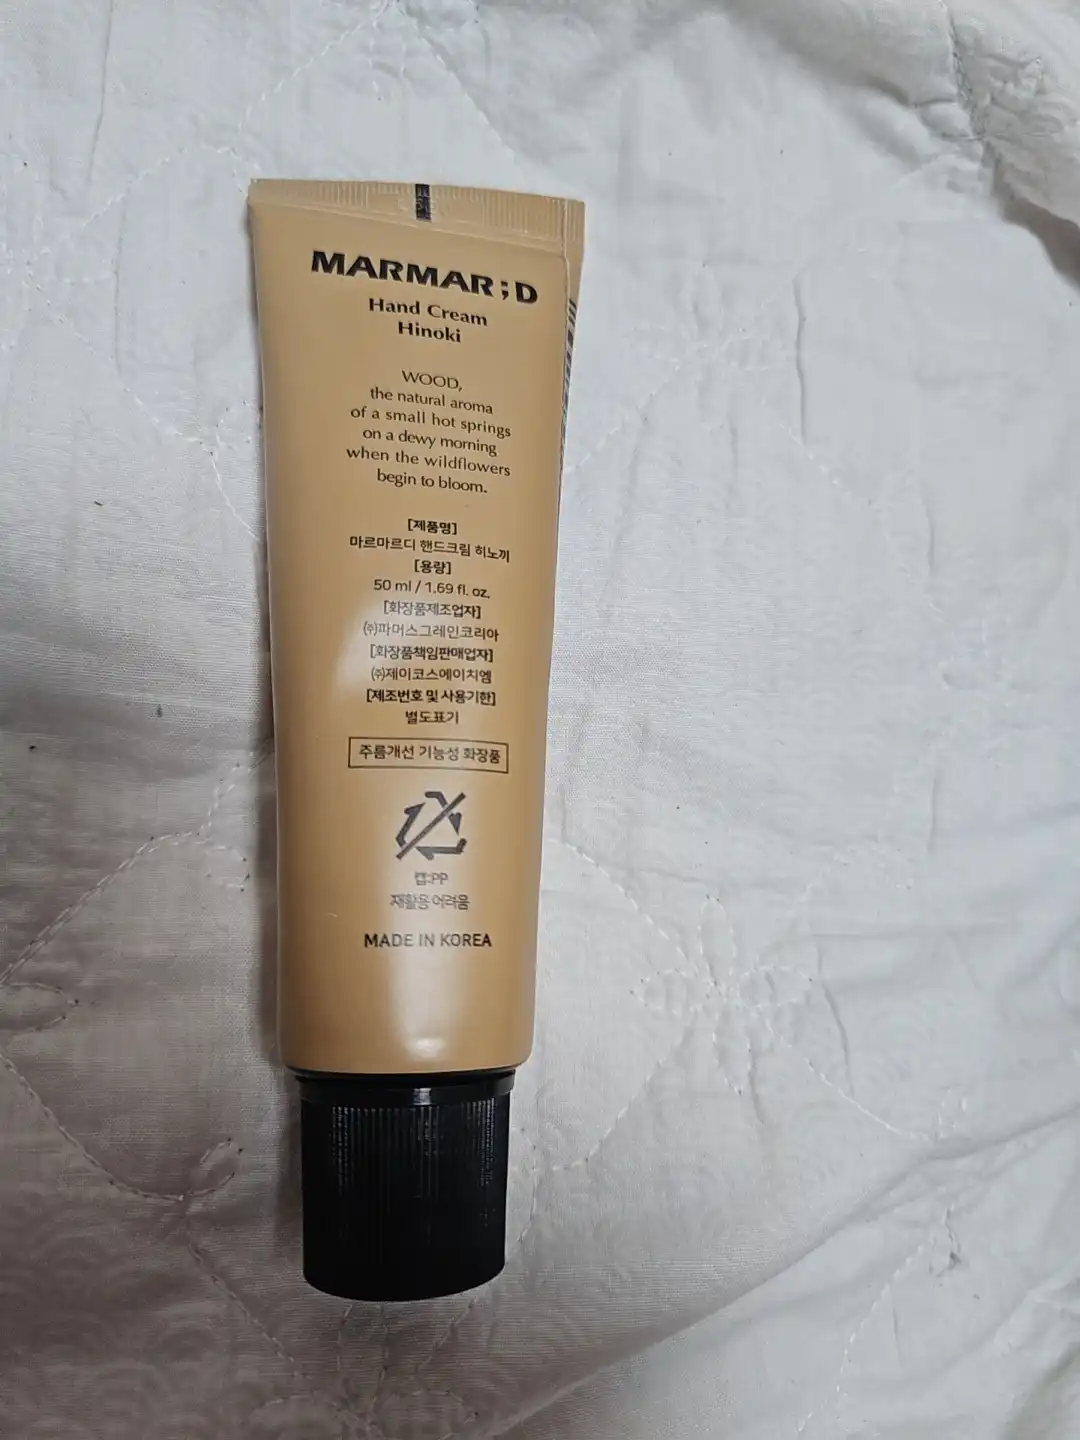 MARMAR;D
Hand Cream
Hinoki
WOOD,
the natural aroma
of a small hot springs
on a dewy morning
when the wildflowers
begin to bloom.
[제품명]
마르마르디 핸드크림 히노끼
[용량]
50 ml / 1.69 fl. oz.
[화장품제조업자]
㈜파머스그레인코리아
[화장품책임판매업자]
㈜제이코스에이치엠
[제조번호 및 사용기한]
별도표기
주름개선 기능성 화장품
캡:PP
재활용 어려움
MADE IN KOREA